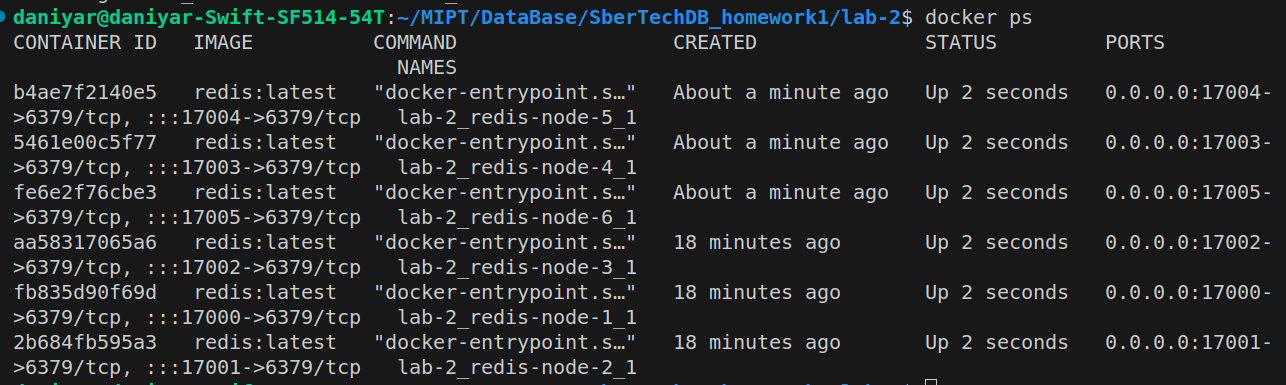 daniyar@daniyar-Swift-SF514-54T:~/MIPT/DataBase/SberTechDB_homework1/lab-2$ docker ps
CONTAINER ID   IMAGE          COMMAND                  CREATED              STATUS         PORTS
NAMES
b4ae7f2140e5   redis:latest   "docker-entrypoint.s…"   About a minute ago   Up 2 seconds   0.0.0.0:17004-
>6379/tcp, :::17004->6379/tcp   lab-2_redis-node-5_1
5461e00c5f77   redis:latest   "docker-entrypoint.s…"   About a minute ago   Up 2 seconds   0.0.0.0:17003-
>6379/tcp, :::17003->6379/tcp   lab-2_redis-node-4_1
fe6e2f76cbe3   redis:latest   "docker-entrypoint.s…"   About a minute ago   Up 2 seconds   0.0.0.0:17005-
>6379/tcp, :::17005->6379/tcp   lab-2_redis-node-6_1
aa58317065a6   redis:latest   "docker-entrypoint.s…"   18 minutes ago       Up 2 seconds   0.0.0.0:17002-
>6379/tcp, :::17002->6379/tcp   lab-2_redis-node-3_1
fb835d90f69d   redis:latest   "docker-entrypoint.s…"   18 minutes ago       Up 2 seconds   0.0.0.0:17000-
>6379/tcp, :::17000->6379/tcp   lab-2_redis-node-1_1
2b684fb595a3   redis:latest   "docker-entrypoint.s…"   18 minutes ago       Up 2 seconds   0.0.0.0:17001-
>6379/tcp, :::17001->6379/tcp   lab-2_redis-node-2_1